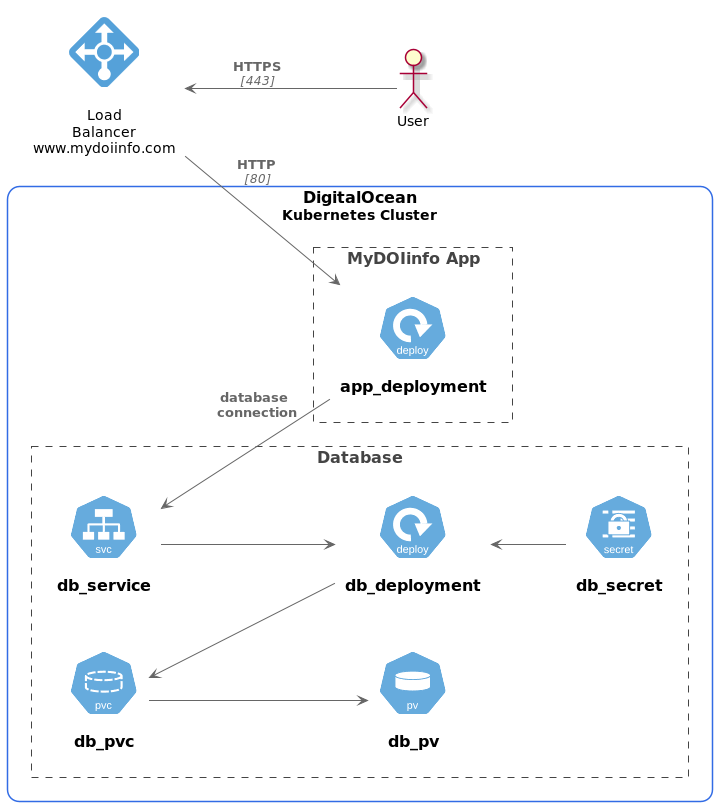 HTTPS
[443]
Load
Balancer
www.mydoiinfo.com
User
HTTP
[80]
DigitalOcean
Kubernetes Cluster
MyDOIinfo App
deploy
app_deployment
database
connection
Database
svc
deploy
secret
db_service
db_deployment
db_secret
pvc
pv
db_pvc
db_pv